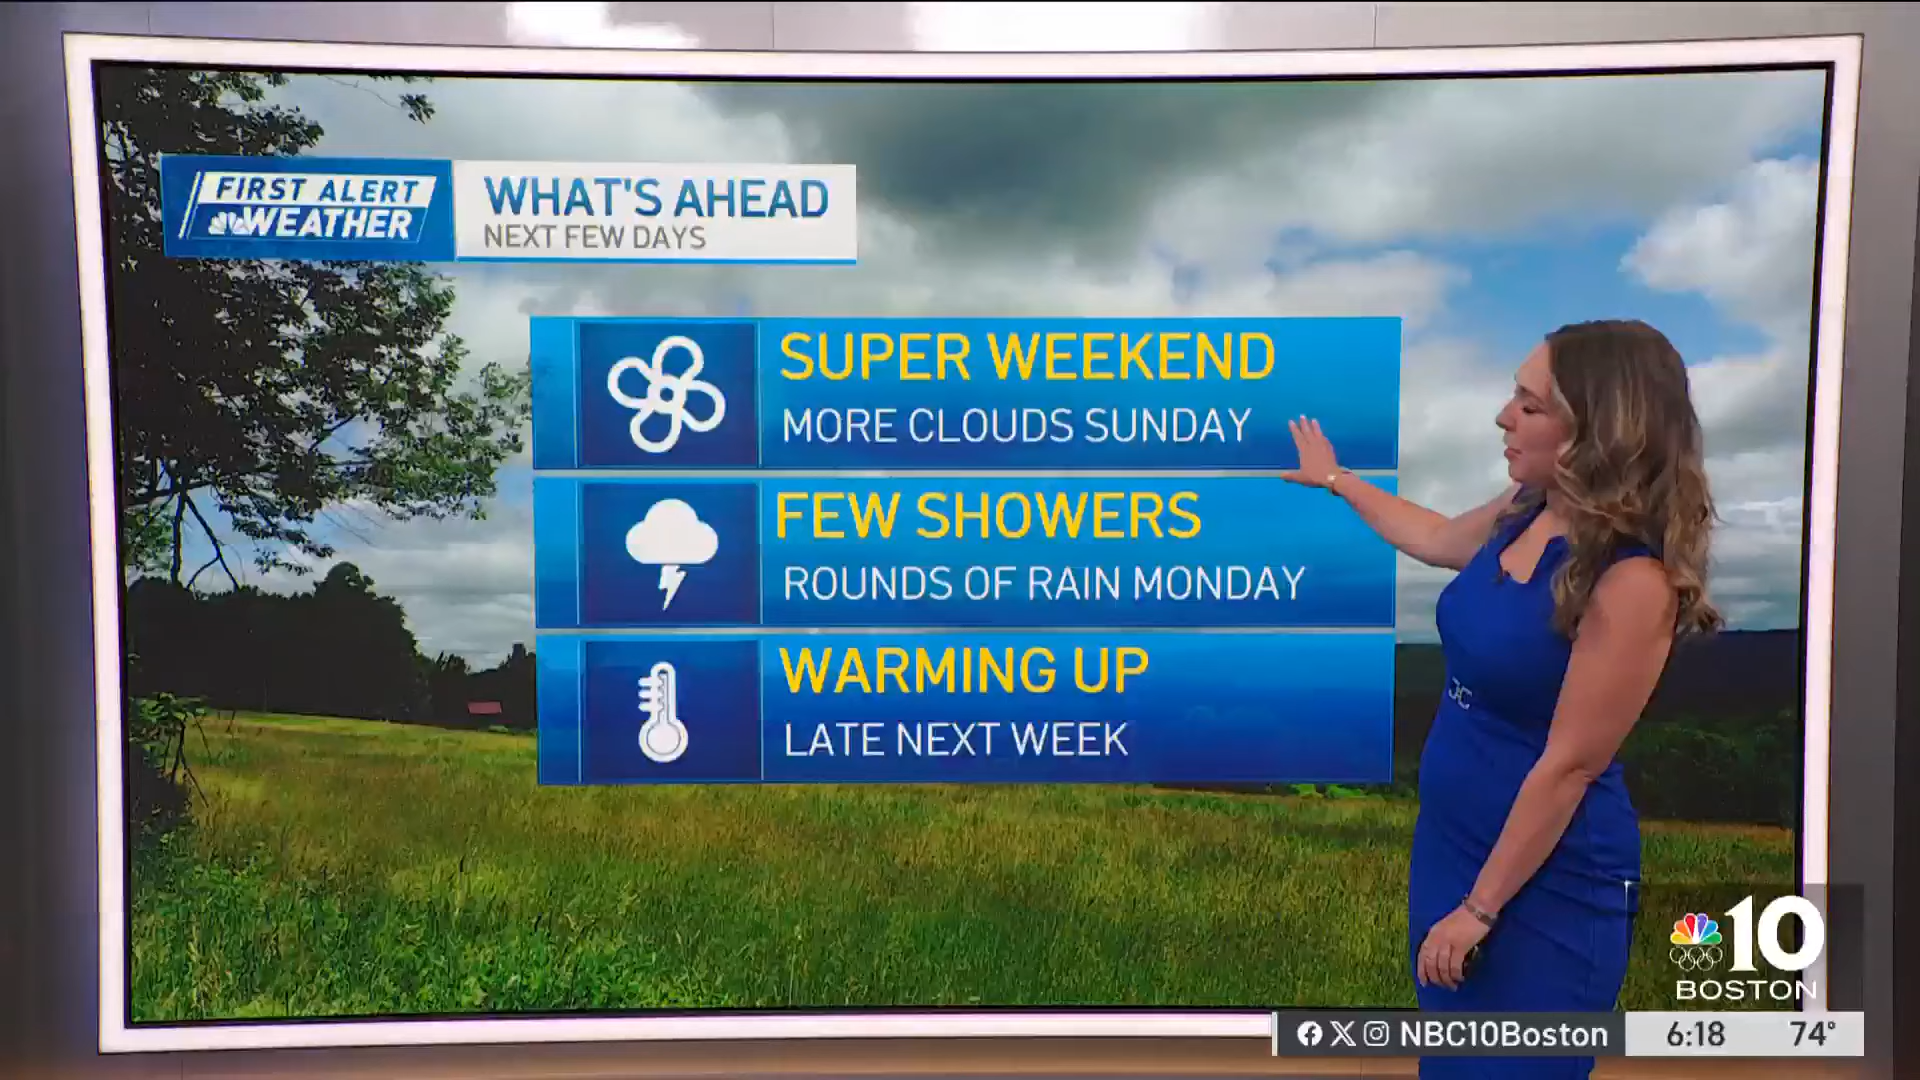 FIRST ALERT
WEATHER
WHAT'S AHEAD
NEXT FEW DAYS
SUPER WEEKEND
MORE CLOUDS SUNDAY
FEW SHOWERS
ROUNDS OF RAIN MONDAY
WARMING UP
LATE NEXT WEEK
10
BOSTON
NBC10Boston
6:18 74°